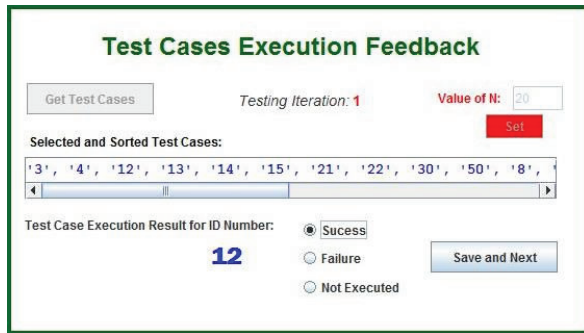 Test Cases Execution Feedback
Get Test Cases
Testing Iteration: 1
Value of N: 20
Set
Selected and Sorted Test Cases:
'3', '4', '12', '13', '14', '15', '21', '22', '30', '50', '8', '
Test Case Execution Result for ID Number:
12
Sucess
Failure
Not Executed
Save and Next